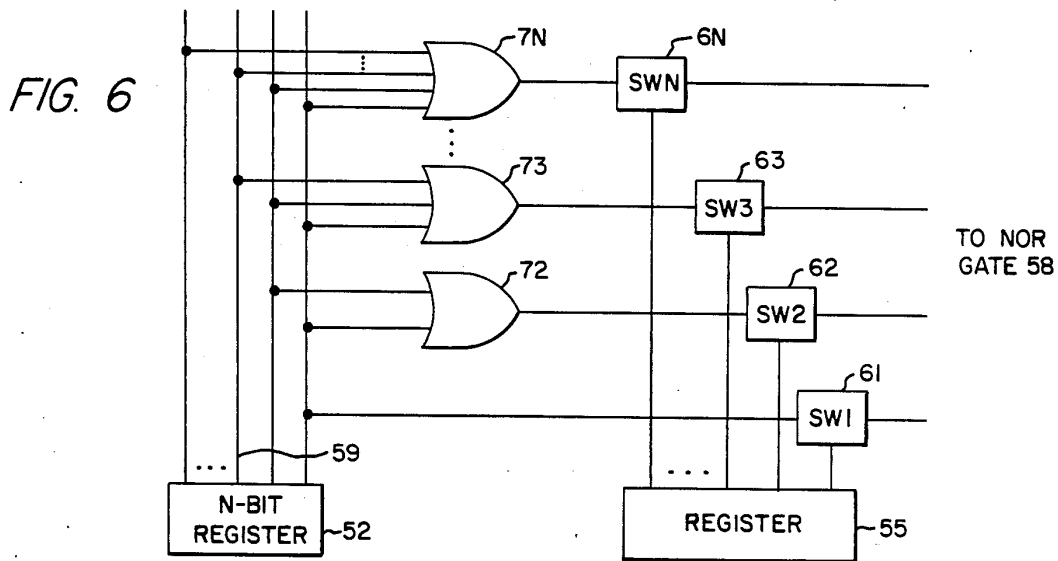 FIG. 6
7N
6N
SWN
73
63
SW3
TO NOR
GATE 58
72
62
SW2
61
SW1
59
N-BIT
REGISTER
52
REGISTER
55